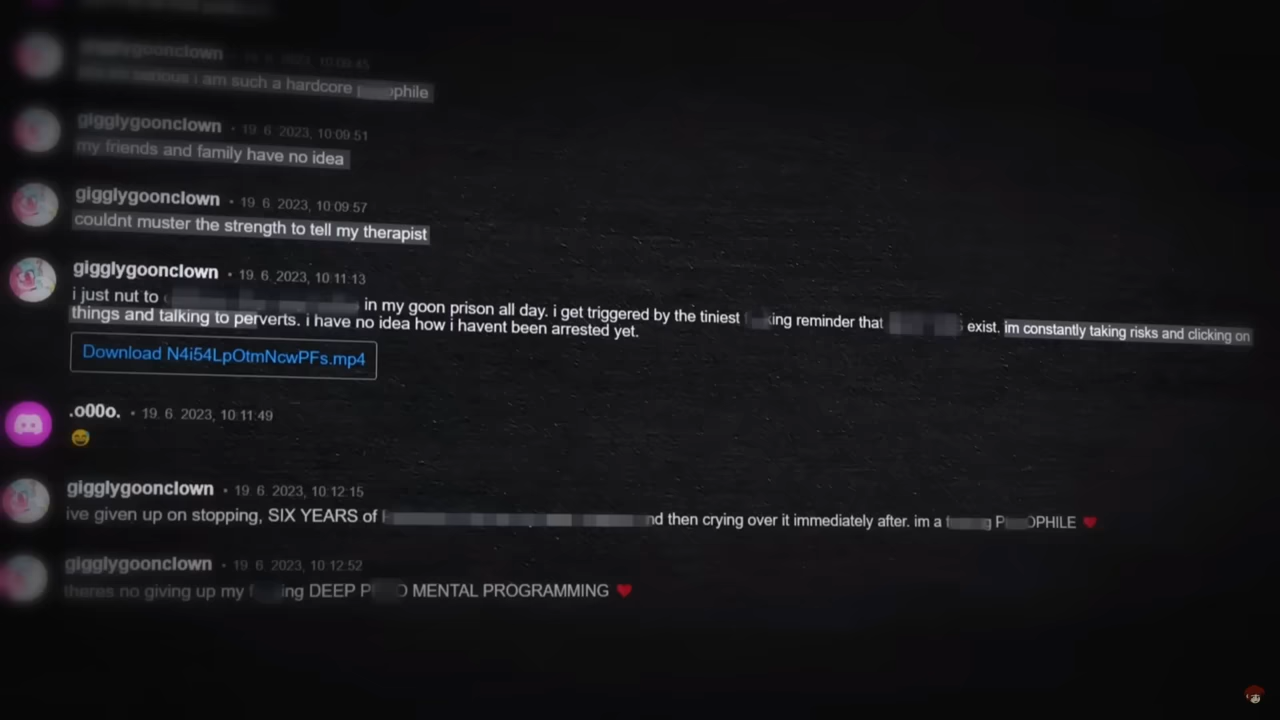 i am such a hardcore
gigglygoonclown • 19. 6. 2023, 10:09:51
my friends and family have no idea
gigglygoonclown • 19. 6. 2023, 10:09:57
couldnt muster the strength to tell my therapist
gigglygoonclown • 19. 6. 2023, 10:11:13
i just nut to in my goon prison all day. i get triggered by the tiniest reminder that exist. im constantly taking risks and clicking on
things and talking to perverts. i have no idea how i havent been arrested yet.
Download N4i54LpOtmNcwPFs.mp4
.o00o. • 19. 6. 2023, 10:11:49
😄
gigglygoonclown • 19. 6. 2023, 10:12:15
ive given up on stopping, SIX YEARS of then crying over it immediately after. im a ❤️
gigglygoonclown • 19. 6. 2023, 10:12:52
theres no giving up my DEEP MENTAL PROGRAMMING ❤️